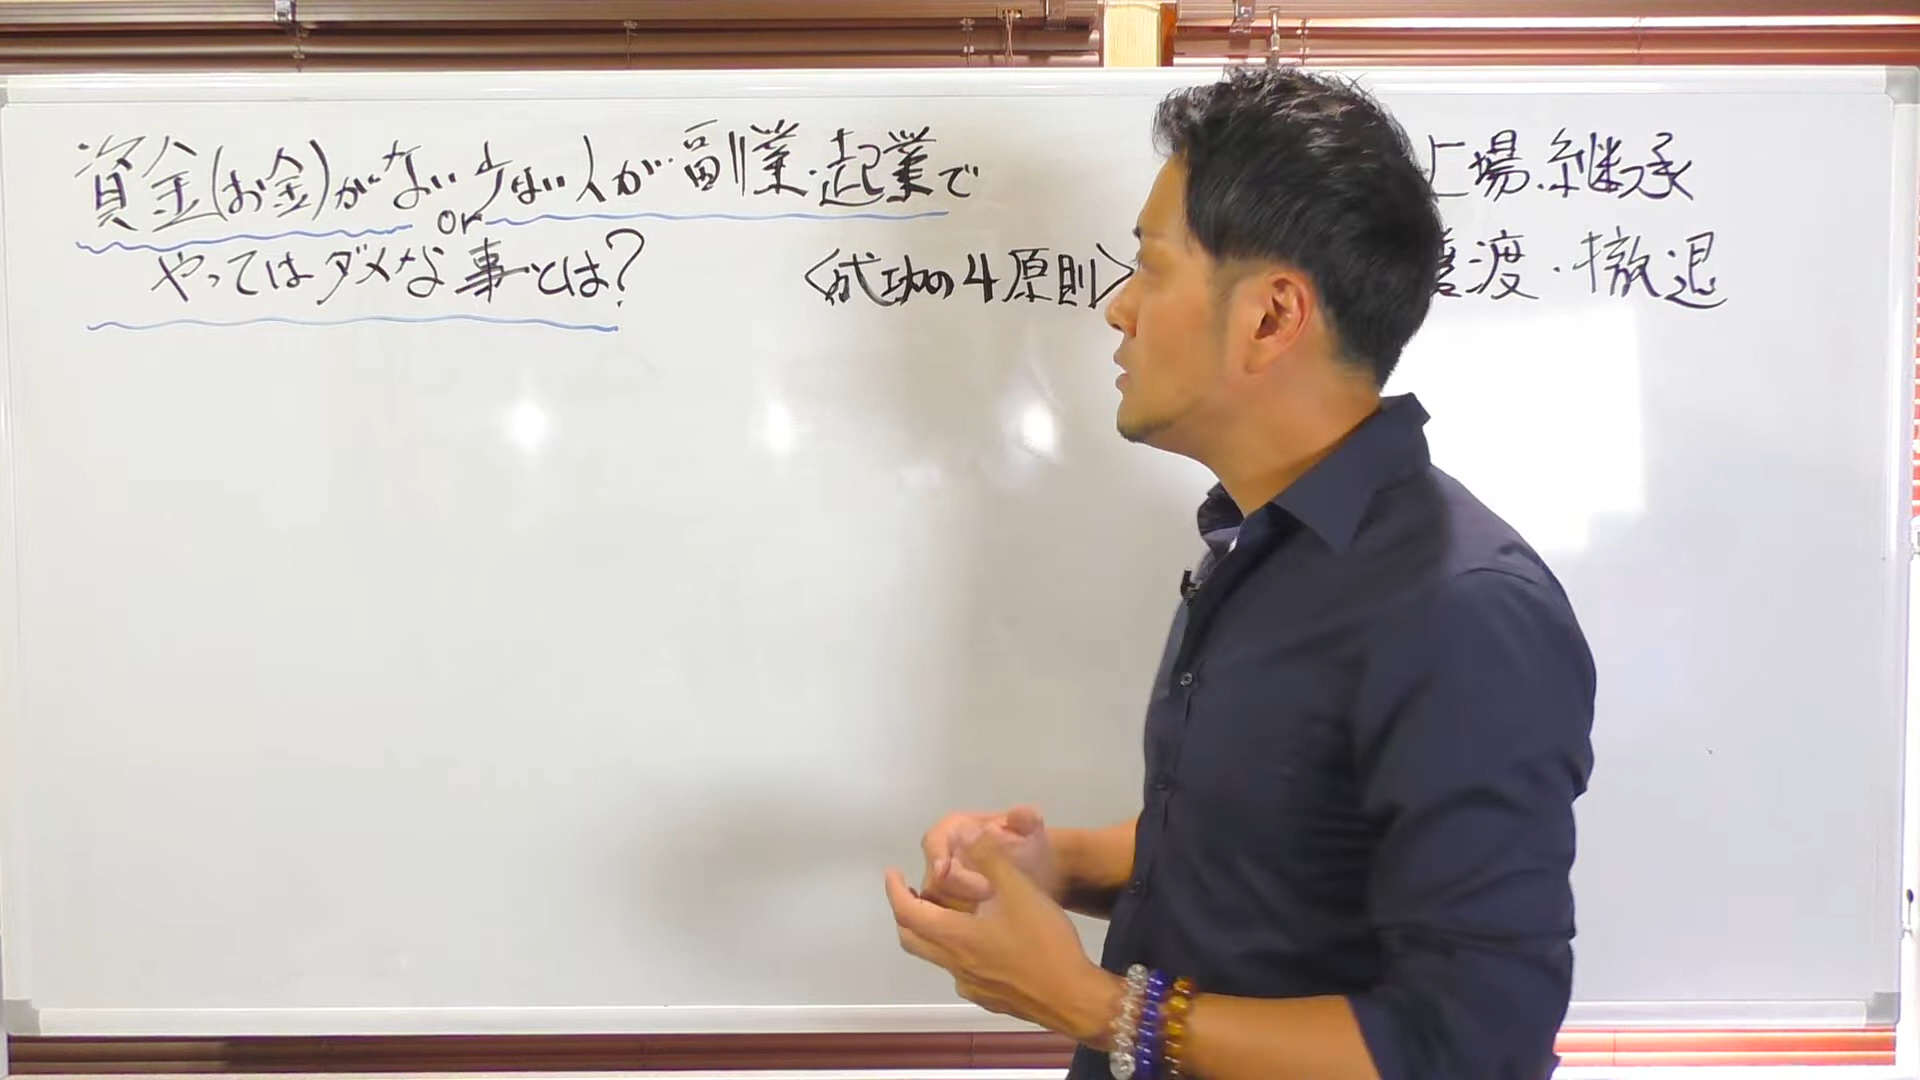 資金(お金)がない少ない人が副業・起業で
or
やってはダメな事とは?
<成功の4原則>
上場・継承
譲渡・撤退